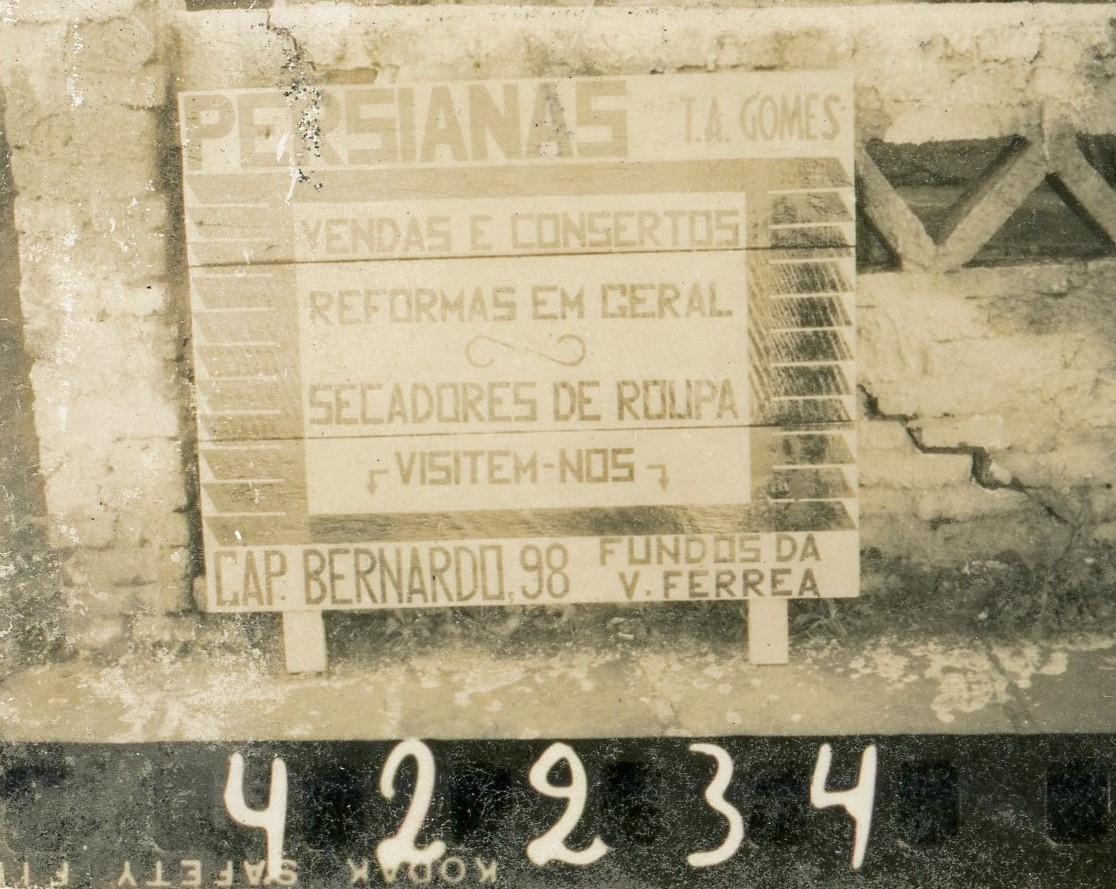 PERSIANAS T.A. GOMES
VENDAS E CONSERTOS
REFORMAS EM GERAL
SECADORES DE ROUPA
VISITEM-NOS
CAP. BERNARDO, 98 FUNDOS DA
V. FERREA
42234
KODAK SAFETY FI